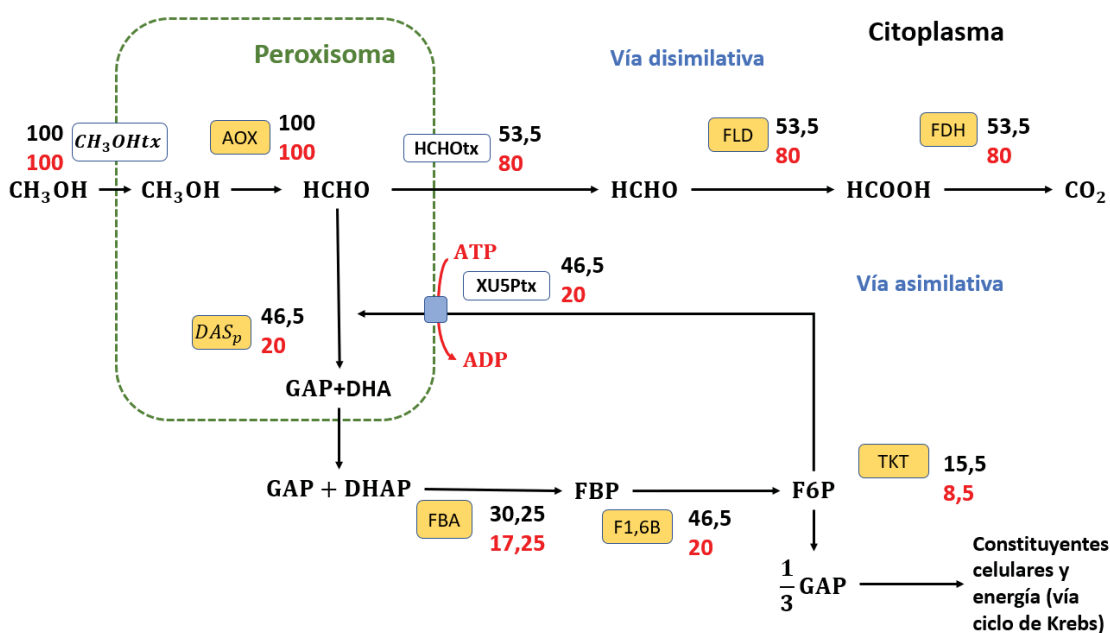 Citoplasma
Peroxisoma
Vía disimilativa
100
100
CH₃OHtx
AOX
100
100
HCHOtx
53,5
80
FLD
53,5
80
FDH
53,5
80
CH₃OH
CH₃OH
HCHO
HCHO
HCOOH
CO₂
ATP
XU5Ptx
46,5
20
Vía asimilativa
DASₚ
46,5
20
ADP
GAP+DHA
TKT
15,5
8,5
GAP + DHAP
FBP
F6P
FBA
30,25
17,25
F1,6B
46,5
20
1/3 GAP
Constituyentes
celulares y
energía (vía
ciclo de Krebs)